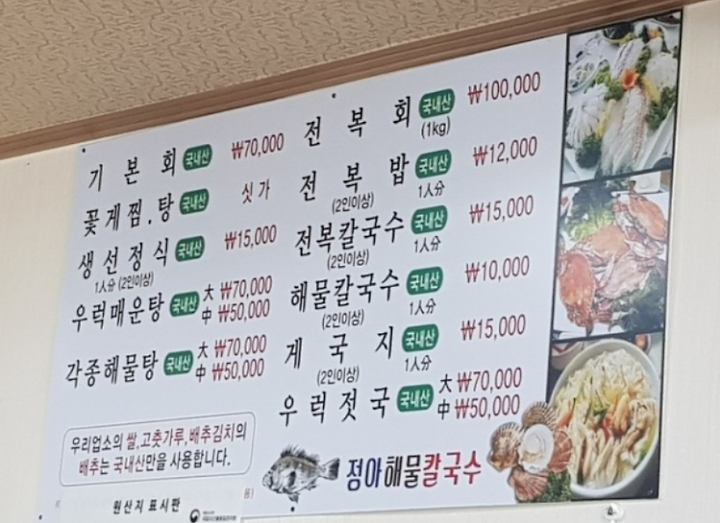 기본회 국내산 ₩70,000
꽃게찜.탕 국내산 싯가
생선정식 국내산 ₩15,000
1人分 (2인이상)
우럭매운탕 국내산 大 ₩70,000
中 ₩50,000
각종해물탕 국내산 大 ₩70,000
中 ₩50,000
우리업소의 쌀,고춧가루,배추김치의
배추는 국내산만을 사용합니다.
전복회 국내산 ₩100,000
(1kg)
전복밥 국내산 ₩12,000
(2인이상) 1人分
전복칼국수 국내산 ₩15,000
(2인이상) 1人分
해물칼국수 국내산 ₩10,000
(2인이상) 1人分
게국지 국내산 ₩15,000
(2인이상) 1人分
우럭젓국 국내산 大 ₩70,000
中 ₩50,000
정아해물칼국수
원산지 표시판